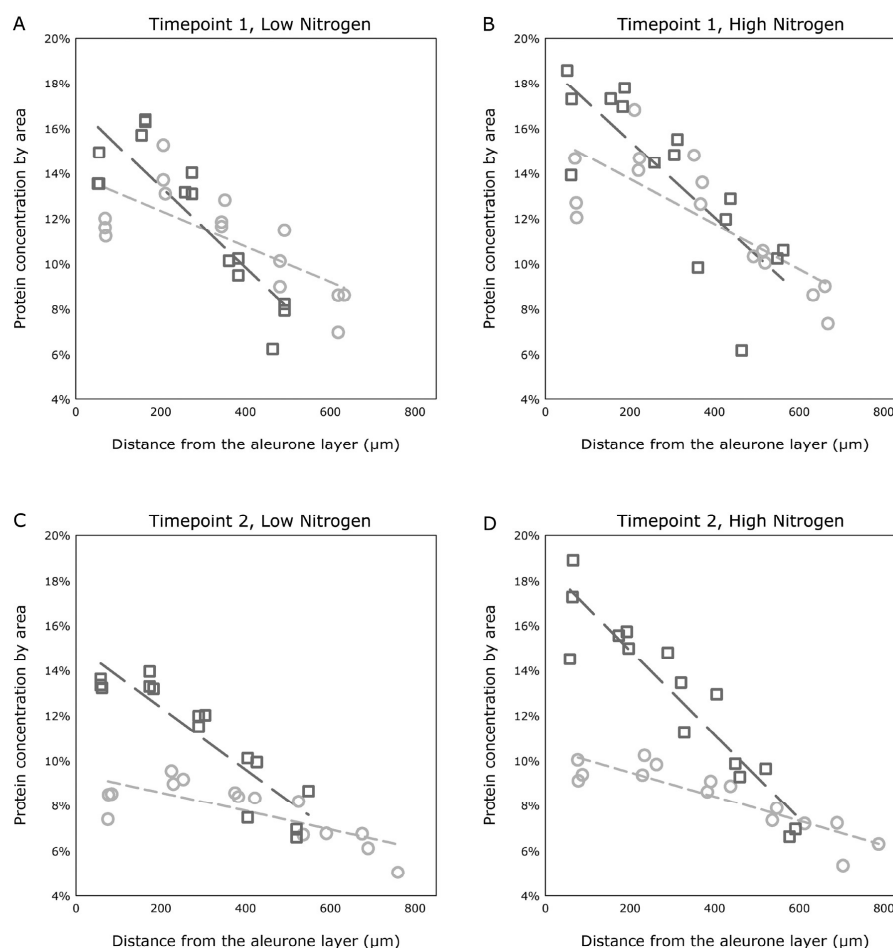 A
Timepoint 1, Low Nitrogen
20%
18%
16%
14%
12%
10%
8%
6%
4%
Protein concentration by area
0 200 400 600 800
Distance from the aleurone layer (µm)
B
Timepoint 1, High Nitrogen
20%
18%
16%
14%
12%
10%
8%
6%
4%
Protein concentration by area
0 200 400 600 800
Distance from the aleurone layer (µm)
C
Timepoint 2, Low Nitrogen
20%
18%
16%
14%
12%
10%
8%
6%
4%
Protein concentration by area
0 200 400 600 800
Distance from the aleurone layer (µm)
D
Timepoint 2, High Nitrogen
20%
18%
16%
14%
12%
10%
8%
6%
4%
Protein concentration by area
0 200 400 600 800
Distance from the aleurone layer (µm)